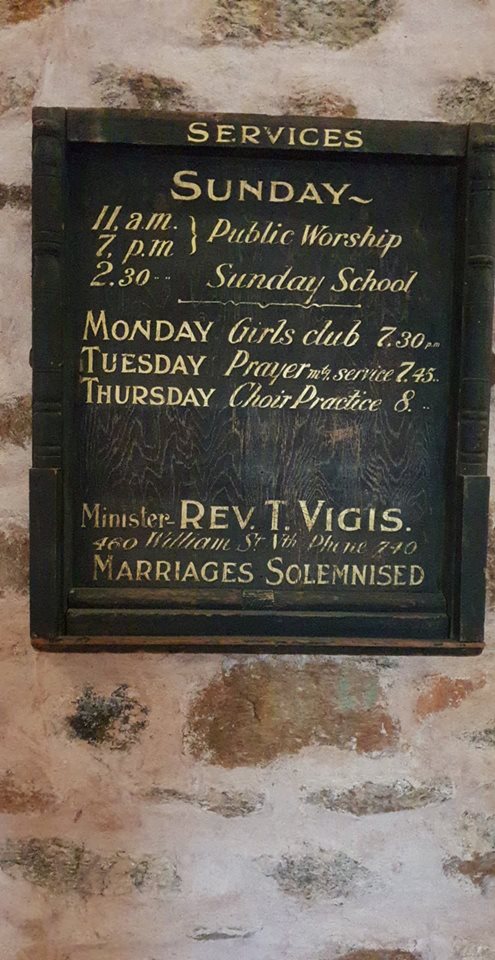 SERVICES
SUNDAY~
11, a.m. } Public Worship
7, p.m
2.30 " Sunday School
MONDAY Girls club 7.30 p.m
TUESDAY Prayer mtg. service 7.45 "
THURSDAY Choir Practice 8. "
Minister- REV. T. VIGIS.
460 William St Nth Phone 740
MARRIAGES SOLEMNISED